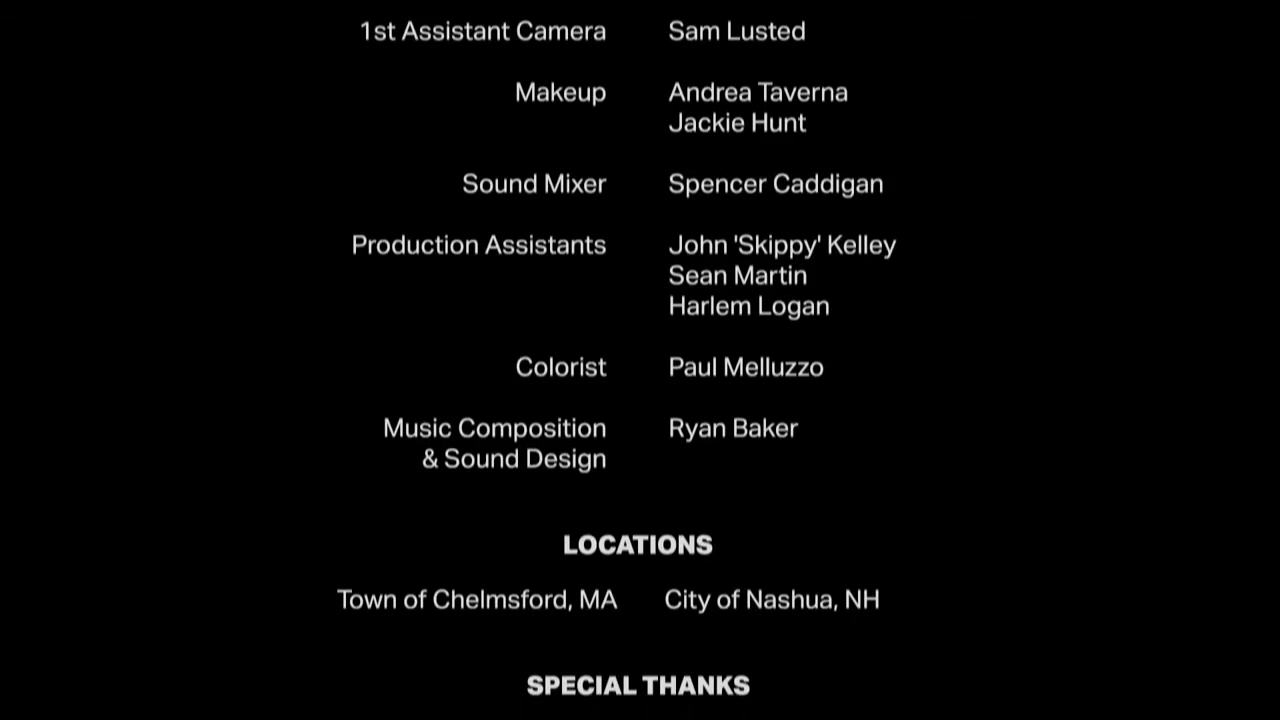 1st Assistant Camera Sam Lusted
Makeup Andrea Taverna
Jackie Hunt
Sound Mixer Spencer Caddigan
Production Assistants John 'Skippy' Kelley
Sean Martin
Harlem Logan
Colorist Paul Melluzzo
Music Composition Ryan Baker
& Sound Design
LOCATIONS
Town of Chelmsford, MA City of Nashua, NH
SPECIAL THANKS